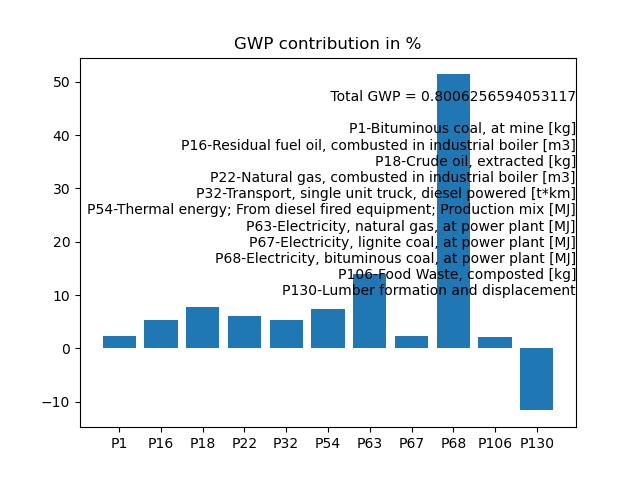 GWP contribution in %
50
Total GWP = 0.8006256594053117
P1-Bituminous coal, at mine [kg]
40
P16-Residual fuel oil, combusted in industrial boiler [m3]
P18-Crude oil, extracted [kg]
P22-Natural gas, combusted in industrial boiler [m3]
30
P32-Transport, single unit truck, diesel powered [t*km]
P54-Thermal energy; From diesel fired equipment; Production mix [MJ]
P63-Electricity, natural gas, at power plant [MJ]
20
P67-Electricity, lignite coal, at power plant [MJ]
P68-Electricity, bituminous coal, at power plant [MJ]
P106-Food Waste, composted [kg]
P130-Lumber formation and displacement
10
0
−10
P1 P16 P18 P22 P32 P54 P63 P67 P68 P106 P130